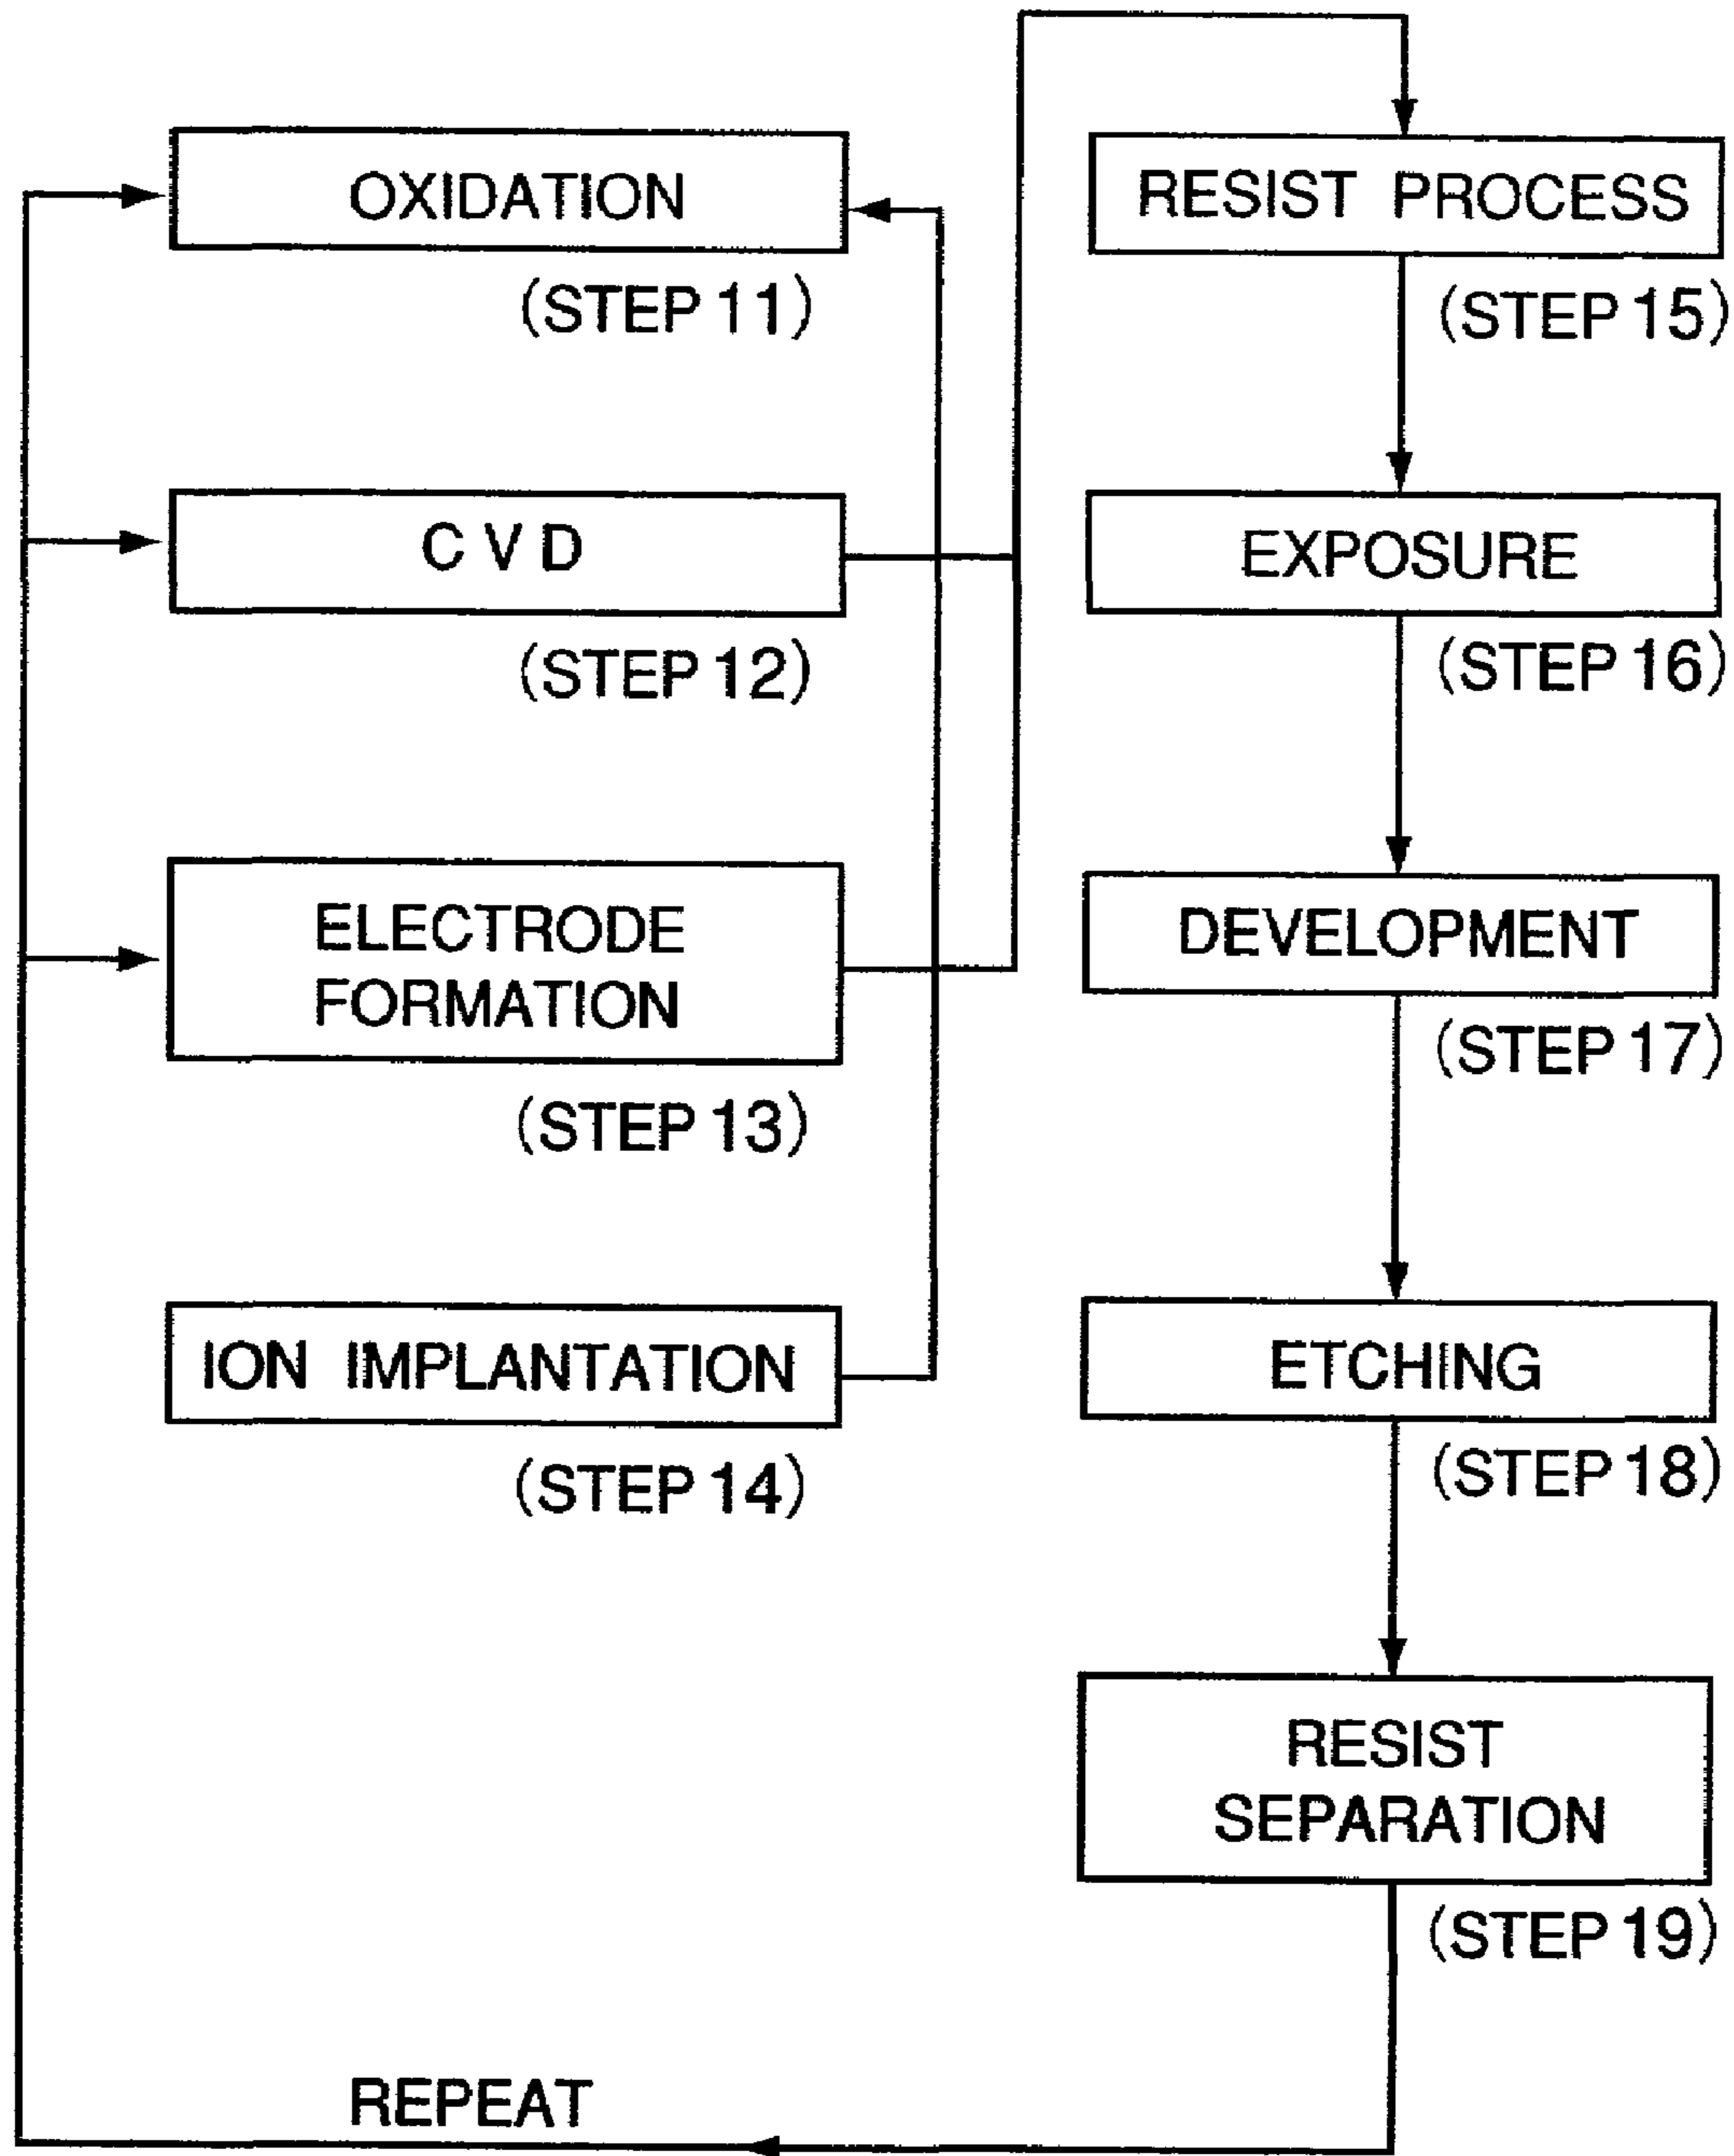 OXIDATION
(STEP 11)
C V D
(STEP 12)
ELECTRODE
FORMATION
(STEP 13)
ION IMPLANTATION
(STEP 14)
RESIST PROCESS
(STEP 15)
EXPOSURE
(STEP 16)
DEVELOPMENT
(STEP 17)
ETCHING
(STEP 18)
RESIST
SEPARATION
(STEP 19)
REPEAT